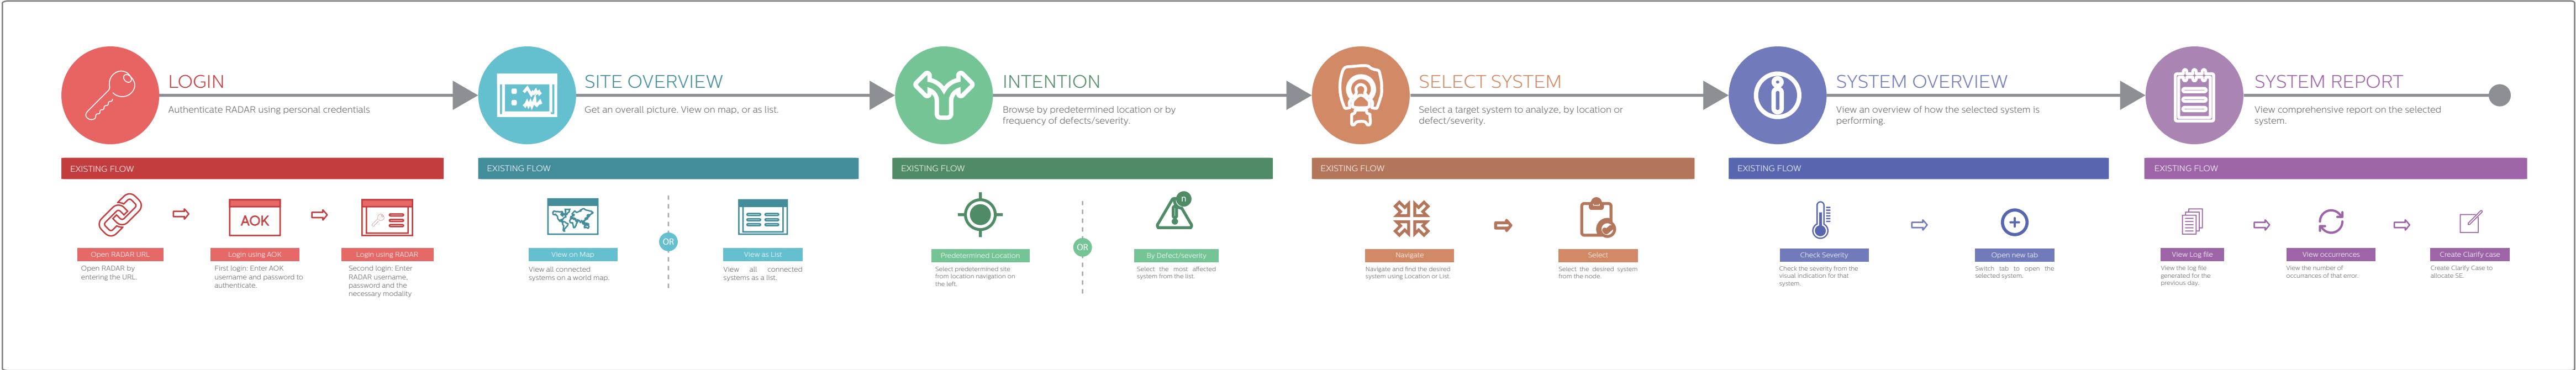 LOGIN
Authenticate RADAR using personal credentials
EXISTING FLOW
AOK
Open RADAR URL
Open RADAR by
entering the URL.
Login using AOK
First login: Enter AOK
username and password to
authenticate.
Login using RADAR
Second login: Enter
RADAR username,
password and the
necessary modality
SITE OVERVIEW
Get an overall picture. View on map, or as list.
EXISTING FLOW
View on Map
View all connected
systems on a world map.
OR
View as List
View all connected
systems as a list.
INTENTION
Browse by predetermined location or by
frequency of defects/severity.
EXISTING FLOW
Predetermined Location
Select predetermined site
from location navigation on
the left.
OR
n
By Defect/severity
Select the most affected
system from the list.
SELECT SYSTEM
Select a target system to analyze, by location or
defect/severity.
EXISTING FLOW
Navigate
Navigate and find the desired
system using Location or List.
Select
Select the desired system
from the node.
SYSTEM OVERVIEW
View an overview of how the selected system is
performing.
EXISTING FLOW
Check Severity
Check the severity from the
visual indication for that
system.
Open new tab
Switch tab to open the
selected system.
SYSTEM REPORT
View comprehensive report on the selected
system.
EXISTING FLOW
View Log file
View the log file
generated for the
previous day.
View occurrences
View the number of
occurrances of that error.
Create Clarify case
Create Clarify Case to
allocate SE.